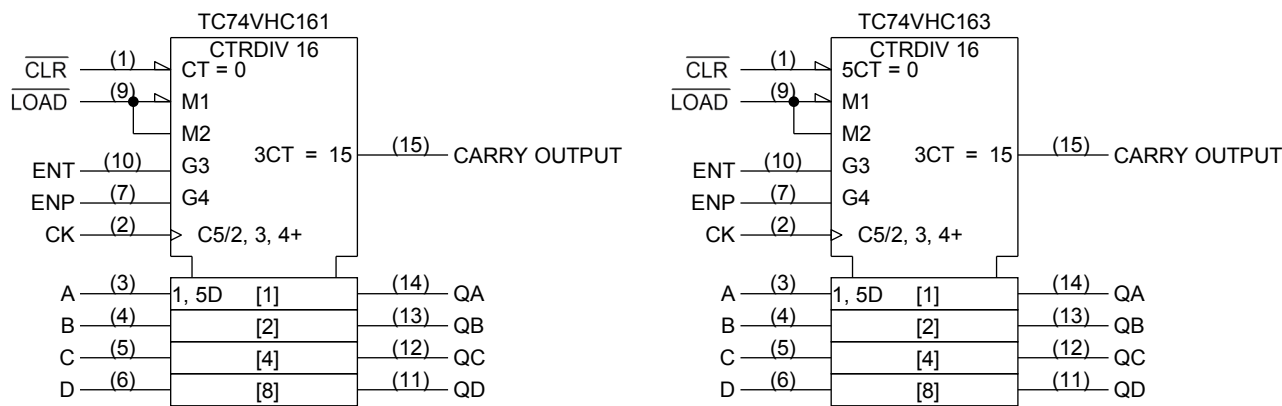 TC74VHC161
CTRDIV 16
CLR (1) CT = 0
LOAD (9) M1
M2
3CT = 15 (15) CARRY OUTPUT
ENT (10) G3
ENP (7) G4
CK (2) C5/2, 3, 4+
A (3) 1, 5D [1] (14) QA
B (4) [2] (13) QB
C (5) [4] (12) QC
D (6) [8] (11) QD
TC74VHC163
CTRDIV 16
CLR (1) 5CT = 0
LOAD (9) M1
M2
3CT = 15 (15) CARRY OUTPUT
ENT (10) G3
ENP (7) G4
CK (2) C5/2, 3, 4+
A (3) 1, 5D [1] (14) QA
B (4) [2] (13) QB
C (5) [4] (12) QC
D (6) [8] (11) QD